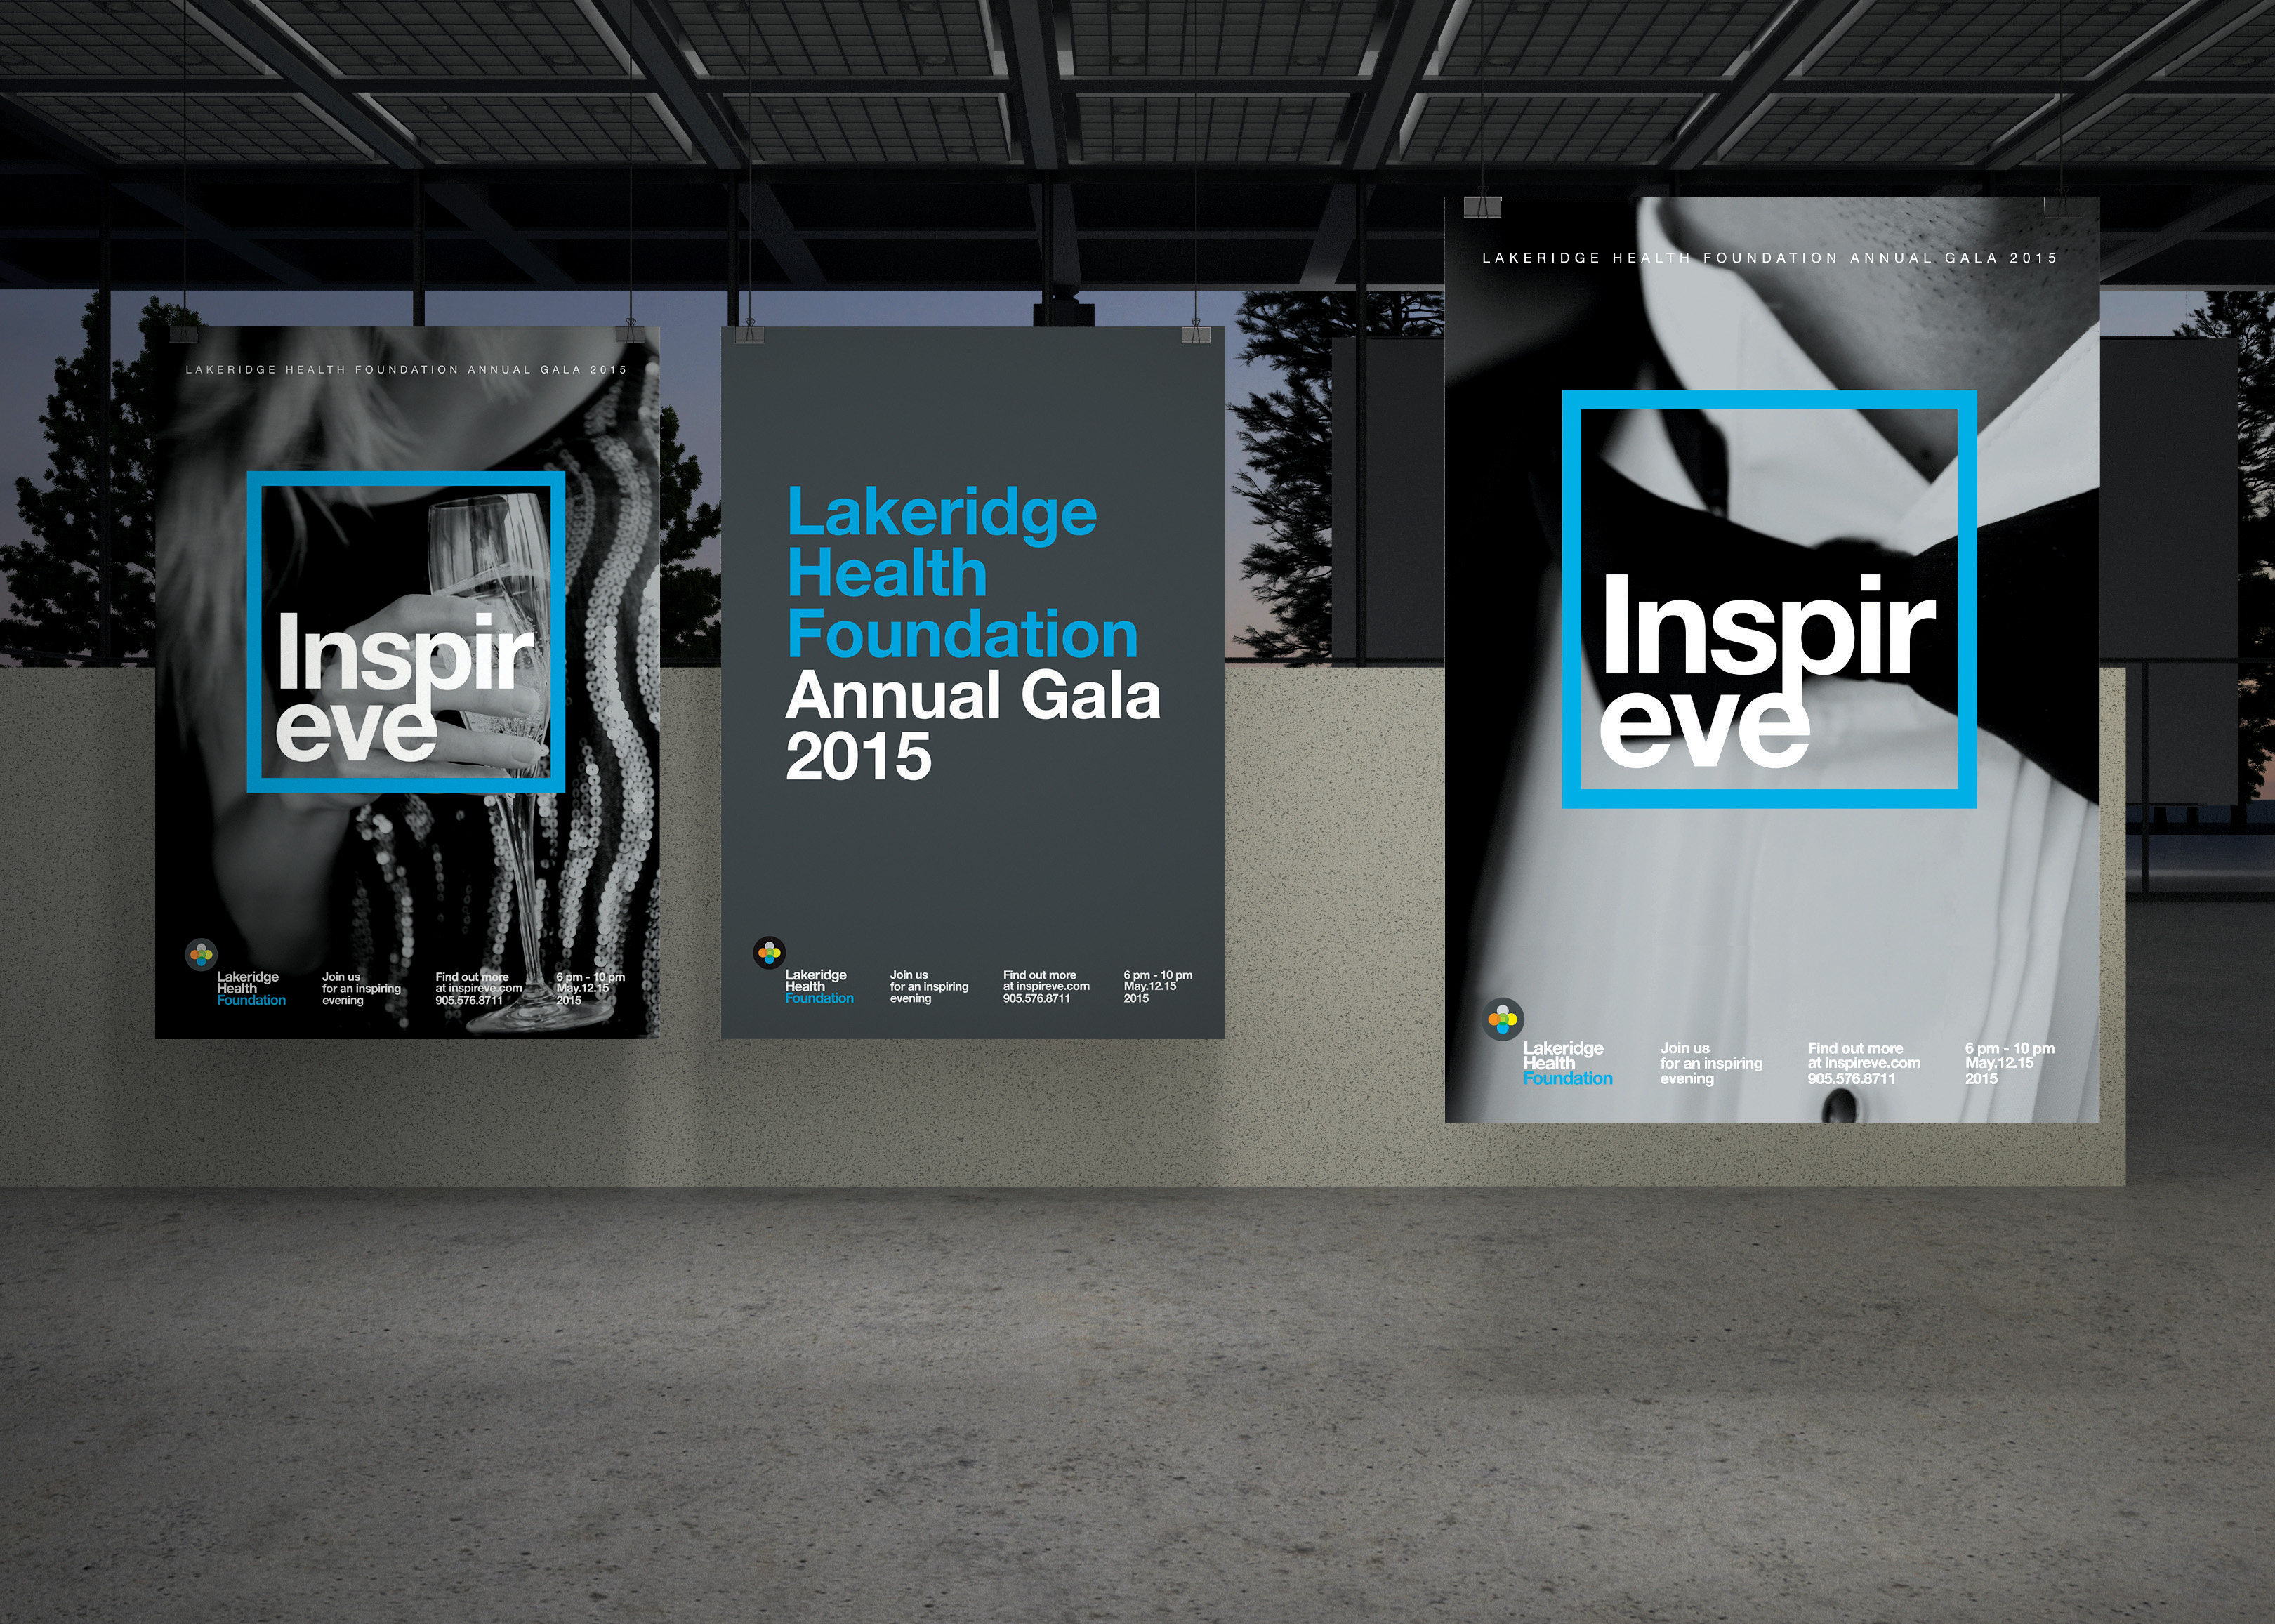 LAKERIDGE HEALTH FOUNDATION ANNUAL GALA 2015
Inspir
eve
Lakeridge
Health
Foundation
Join us
for an inspiring
evening
Find out more
at inspireve.com
905.576.8711
6 pm - 10 pm
May.12.15
2015
Lakeridge
Health
Foundation
Annual Gala
2015
Lakeridge
Health
Foundation
Join us
for an inspiring
evening
Find out more
at inspireve.com
905.576.8711
6 pm - 10 pm
May.12.15
2015
LAKERIDGE HEALTH FOUNDATION ANNUAL GALA 2015
Inspir
eve
Lakeridge
Health
Foundation
Join us
for an inspiring
evening
Find out more
at inspireve.com
905.576.8711
6 pm - 10 pm
May.12.15
2015